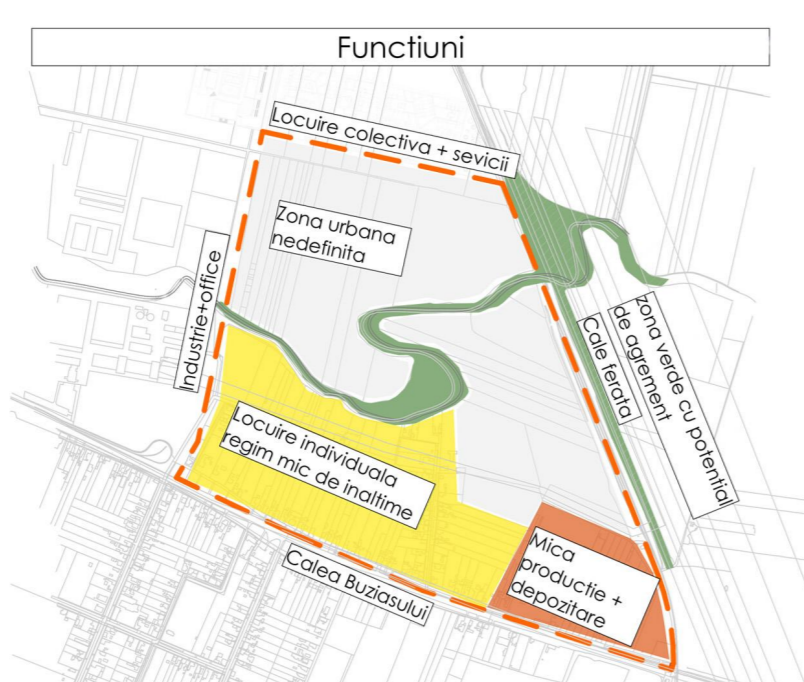 Functiuni
Locuire colectiva + sevicii
Zona urbana
nedefinita
Industrie+office
zona verde cu potential
de agrement
Cale ferata
Locuire individuala
regim mic de inaltime
Mica
productie +
depozitare
Calea Buziasului